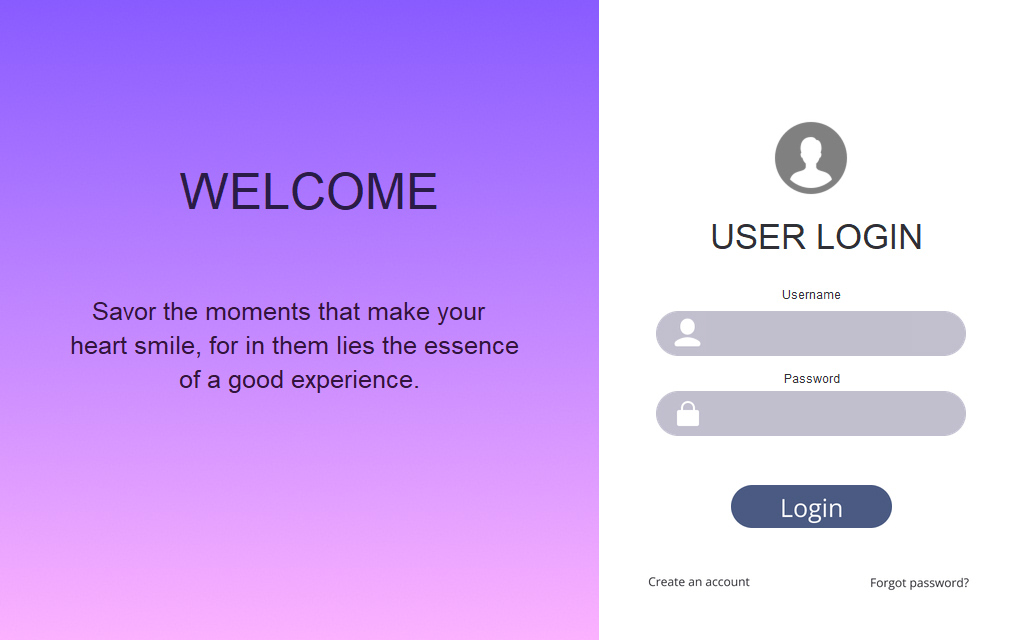 WELCOME
Savor the moments that make your
heart smile, for in them lies the essence
of a good experience.
USER LOGIN
Username
Password
Login
Create an account
Forgot password?